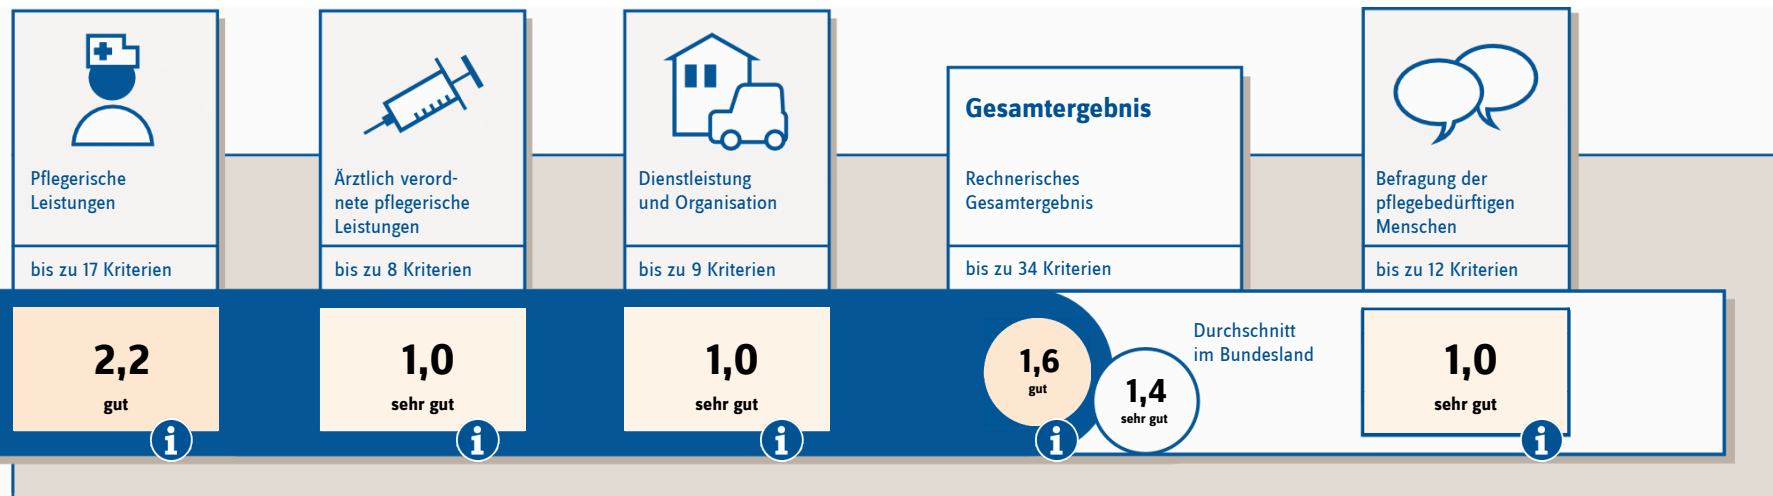 Pflegerische
Leistungen
bis zu 17 Kriterien
2,2
gut
i
Ärztlich verord-
nete pflegerische
Leistungen
bis zu 8 Kriterien
1,0
sehr gut
i
Dienstleistung
und Organisation
bis zu 9 Kriterien
1,0
sehr gut
i
Gesamtergebnis
Rechnerisches
Gesamtergebnis
bis zu 34 Kriterien
1,6
gut
i
1,4
sehr gut
Durchschnitt
im Bundesland
Befragung der
pflegebedürftigen
Menschen
bis zu 12 Kriterien
1,0
sehr gut
i